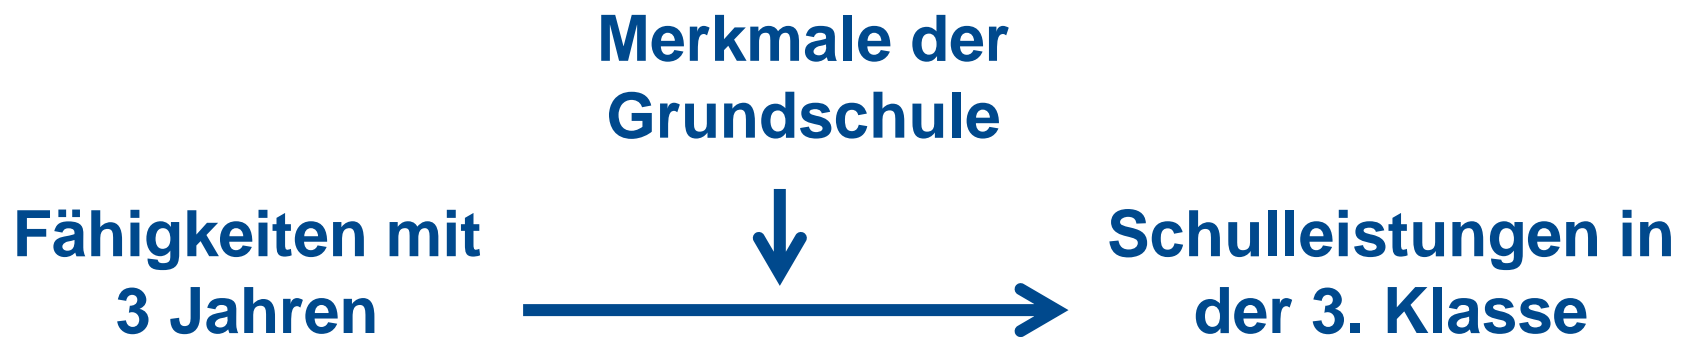 Merkmale der
Grundschule
Fähigkeiten mit
3 Jahren
Schulleistungen in
der 3. Klasse